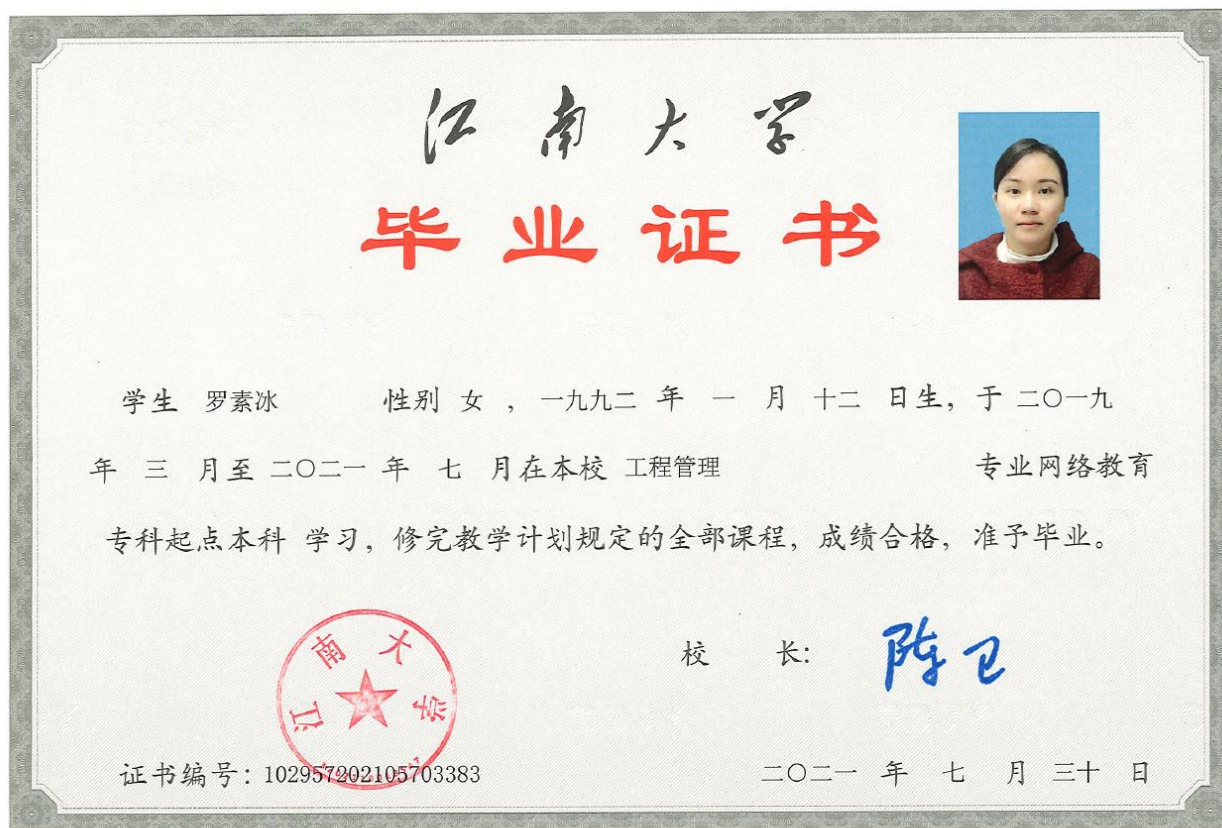 江南大学
毕业证书
学生 罗素冰 性别 女 ，一九九二 年 一 月 十二 日生，于 二〇一九
年 三 月至 二〇二一 年 七 月在本校 工程管理 专业网络教育
专科起点本科 学习，修完教学计划规定的全部课程，成绩合格，准予毕业。
江南大学
校 长：
陈卫
证书编号：102957202105703383
二〇二一 年 七 月 三十 日